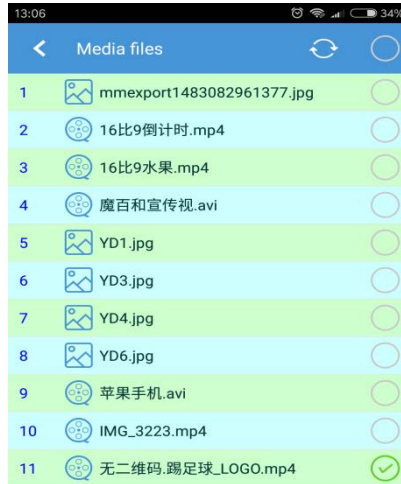 13:06 34%
Media files
1 mmexport1483082961377.jpg
2 16比9倒计时.mp4
3 16比9水果.mp4
4 魔百和宣传视.avi
5 YD1.jpg
6 YD3.jpg
7 YD4.jpg
8 YD6.jpg
9 苹果手机.avi
10 IMG_3223.mp4
11 无二维码.踢足球_LOGO.mp4